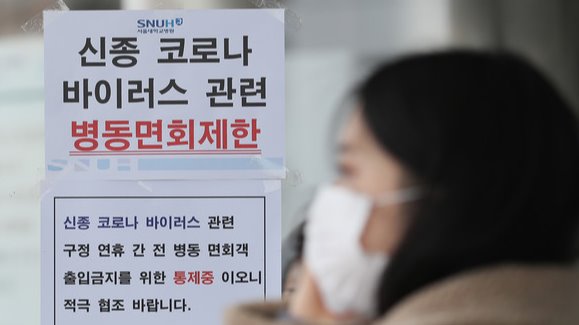 SNUH
서울대학교병원
신종 코로나
바이러스 관련
병동면회제한
SNUH
신종 코로나 바이러스 관련
구정 연휴 간 전 병동 면회객
출입금지를 위한 통제중 이오니
적극 협조 바랍니다.